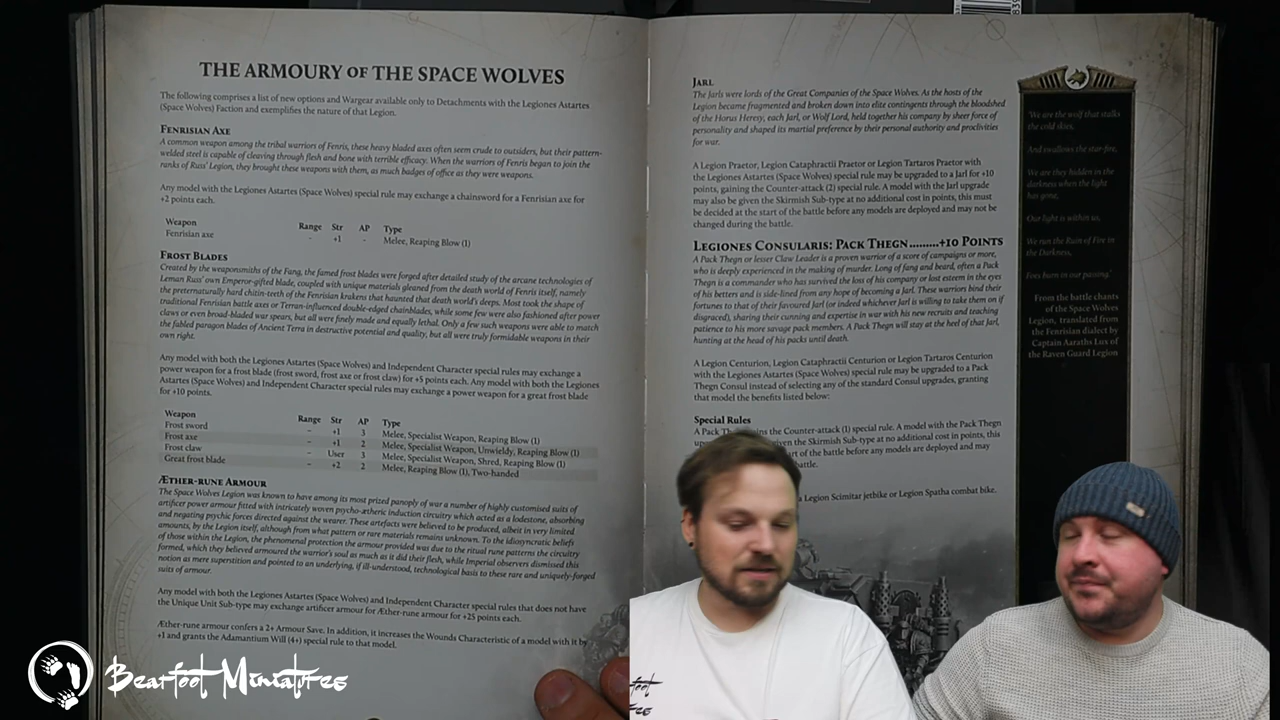 THE ARMOURY OF THE SPACE WOLVES
The following comprises a list of new options and Wargear available only to Detachments with the Legiones Astartes
(Space Wolves) Faction and exemplifies the nature of that Legion.
FENRISIAN AXE
A common weapon among the tribal warriors of Fenris, these heavy bladed axes often seem crude to outsiders, but their pattern-
welded steel is capable of cleaving through flesh and bone with terrible efficacy. When the warriors of Fenris began to join the
ranks of Russ' Legion, they brought these weapons with them, as much badges of office as they were weapons.
Any model with the Legiones Astartes (Space Wolves) special rule may exchange a chainsword for a Fenrisian axe for
+2 points each.
Weapon Range Str AP Type
Fenrisian axe - +1 - Melee, Reaping Blow (1)
FROST BLADES
Created by the weaponsmiths of the Fang, the famed frost blades were forged after detailed study of the arcane technologies of
Leman Russ' own Emperor-gifted blade, coupled with unique materials gleaned from the death world of Fenris itself, namely
the preternaturally hard chitin-teeth of the Fenrisian krakens that haunted that death world's deeps. Most took the shape of
traditional Fenrisian battle axes or Terran-influenced double-edged chainblades, while some few were also fashioned after power
claws or even broad-bladed war spears, but all were finely made and equally lethal. Only a few such weapons were able to match
the fabled paragon blades of Ancient Terra in destructive potential and quality, but all were truly formidable weapons in their
own right.
Any model with both the Legiones Astartes (Space Wolves) and Independent Character special rules may exchange a
power weapon for a frost blade (frost sword, frost axe or frost claw) for +5 points each. Any model with both the Legiones
Astartes (Space Wolves) and Independent Character special rules may exchange a power weapon for a great frost blade
for +10 points.
Weapon Range Str AP Type
Frost sword - +1 3 Melee, Specialist Weapon, Reaping Blow (1)
Frost axe - +1 2 Melee, Specialist Weapon, Unwieldy, Reaping Blow (1)
Frost claw - User 3 Melee, Specialist Weapon, Shred, Reaping Blow (1)
Great frost blade - +2 2 Melee, Reaping Blow (1), Two-handed
ÆTHER-RUNE ARMOUR
The Space Wolves Legion was known to have among its most prized panoply of war a number of highly customised suits of
artificer power armour fitted with intricately woven psycho-ætheric induction circuitry which acted as a lodestone, absorbing
and negating psychic forces directed against the wearer. These artefacts were believed to be produced, albeit in very limited
amounts, by the Legion itself, although from what pattern or rare materials remains unknown. To the idiosyncratic beliefs
of those within the Legion, the phenomenal protection the armour provided was due to the ritual rune patterns the circuitry
formed, which they believed armoured the warrior's soul as much as it did their flesh, while Imperial observers dismissed this
notion as mere superstition and pointed to an underlying, if ill-understood, technological basis to these rare and uniquely-forged
suits of armour.
Any model with both the Legiones Astartes (Space Wolves) and Independent Character special rules that does not have
the Unique Unit Sub-type may exchange artificer armour for Æther-rune armour for +25 points each.
Æther-rune armour confers a 2+ Armour Save. In addition, it increases the Wounds Characteristic of a model with it by
+1 and grants the Adamantium Will (4+) special rule to that model.
JARL
The Jarls were lords of the Great Companies of the Space Wolves. As the hosts of the
Legion became fragmented and broken down into elite contingents through the bloodshed
of the Horus Heresy, each Jarl, or Wolf Lord, held together his company by sheer force of
personality and shaped its martial preference by their personal authority and proclivities
for war.
A Legion Praetor, Legion Cataphractii Praetor or Legion Tartaros Praetor with
the Legiones Astartes (Space Wolves) special rule may be upgraded to a Jarl for +10
points, gaining the Counter-attack (2) special rule. A model with the Jarl upgrade
may also be given the Skirmish Sub-type at no additional cost in points, this must
be decided at the start of the battle before any models are deployed and may not be
changed during the battle.
LEGIONES CONSULARIS: PACK THEGN.........+10 POINTS
A Pack Thegn or lesser Claw Leader is a proven warrior of a score of campaigns or more,
who is deeply experienced in the making of murder. Long of fang and beard, often a Pack
Thegn is a commander who has survived the loss of his company or lost esteem in the eyes
of his betters and is side-lined from any hope of becoming a Jarl. These warriors bind their
fortunes to that of their favoured Jarl (or indeed whichever Jarl is willing to take them on if
disgraced), sharing their cunning and expertise in war with his new recruits and teaching
patience to his more savage pack members. A Pack Thegn will stay at the heel of that Jarl,
hunting at the head of his packs until death.
A Legion Centurion, Legion Cataphractii Centurion or Legion Tartaros Centurion
with the Legiones Astartes (Space Wolves) special rule may be upgraded to a Pack
Thegn Consul instead of selecting any of the standard Consul upgrades, granting
that model the benefits listed below:
Special Rules
A Pack the Counter-attack (1) special rule. A model with the Pack Thegn
given the Skirmish Sub-type at no additional cost in points, this
of the battle before any models are deployed and may
battle.
a Legion Scimitar jetbike or Legion Spatha combat bike.
'We are the wolf that stalks
the cold skies,
And swallows the star-fire,
We are they hidden in the
darkness when the light
has gone,
Our light is within us,
We run the Ruin of Fire in
the Darkness,
Foes burn in our passing.'
From the battle chants
of the Space Wolves
Legion, translated from
the Fenrisian dialect by
Captain Aaraths Lux of
the Raven Guard Legion
Bearfoot Miniatures